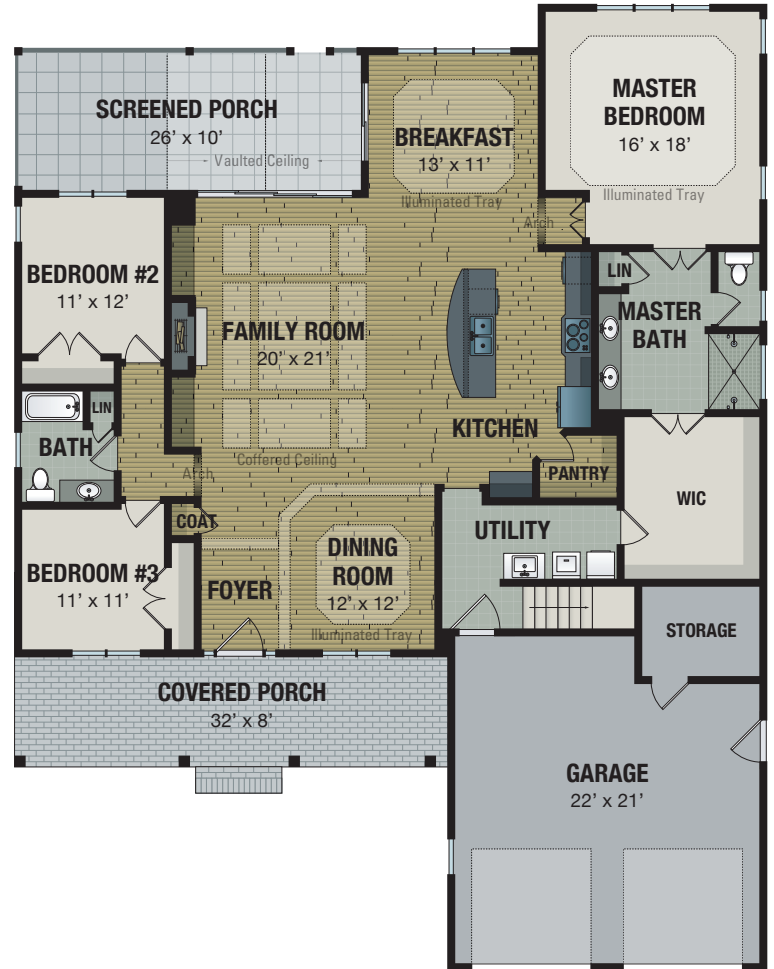 MASTER
BEDROOM
16’ x 18’
Illuminated Tray
SCREENED PORCH
26’ x 10’
- Vaulted Ceiling -
BREAKFAST
13’ x 11’
Illuminated Tray
Arch
BEDROOM #2
11’ x 12’
FAMILY ROOM
20’ x 21’
Coffered Ceiling
LIN
MASTER
BATH
LIN
BATH
Arch
KITCHEN
PANTRY
WIC
COAT
UTILITY
BEDROOM #3
11’ x 11’
FOYER
DINING
ROOM
12’ x 12’
Illuminated Tray
STORAGE
COVERED PORCH
32’ x 8’
GARAGE
22’ x 21’